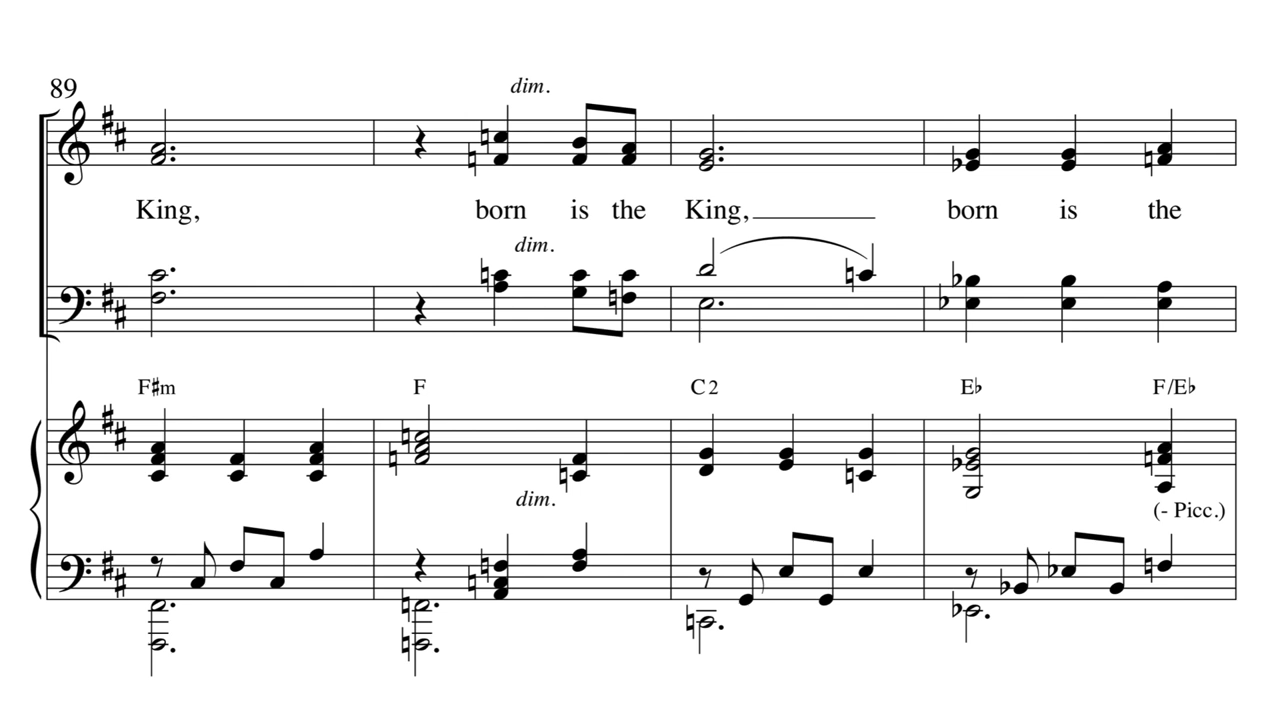 89
dim.
King, born is the King, born is the
dim.
F♯m F C2 E♭ F/E♭
dim.
(- Picc.)